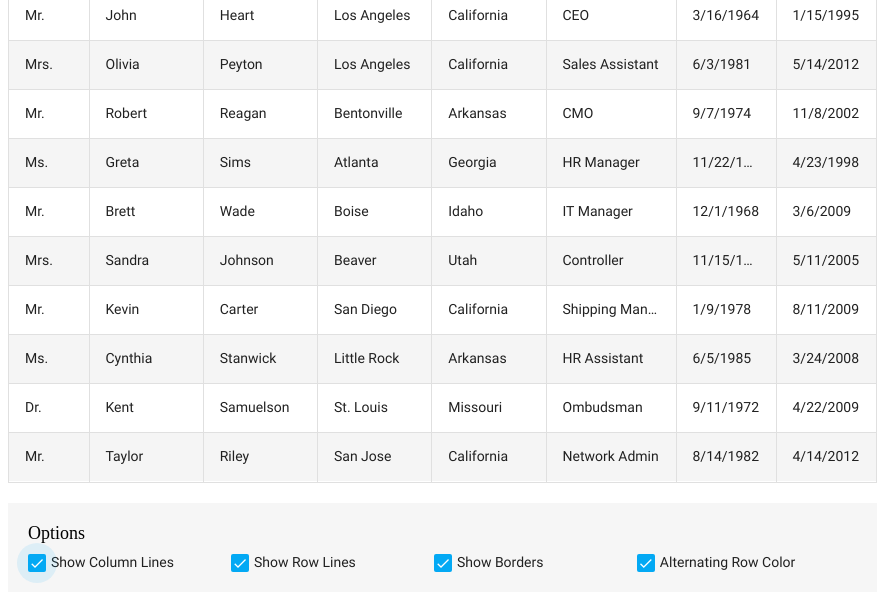 Mr. John Heart Los Angeles California CEO 3/16/1964 1/15/1995
Mrs. Olivia Peyton Los Angeles California Sales Assistant 6/3/1981 5/14/2012
Mr. Robert Reagan Bentonville Arkansas CMO 9/7/1974 11/8/2002
Ms. Greta Sims Atlanta Georgia HR Manager 11/22/1... 4/23/1998
Mr. Brett Wade Boise Idaho IT Manager 12/1/1968 3/6/2009
Mrs. Sandra Johnson Beaver Utah Controller 11/15/1... 5/11/2005
Mr. Kevin Carter San Diego California Shipping Man... 1/9/1978 8/11/2009
Ms. Cynthia Stanwick Little Rock Arkansas HR Assistant 6/5/1985 3/24/2008
Dr. Kent Samuelson St. Louis Missouri Ombudsman 9/11/1972 4/22/2009
Mr. Taylor Riley San Jose California Network Admin 8/14/1982 4/14/2012
Options
Show Column Lines Show Row Lines Show Borders Alternating Row Color